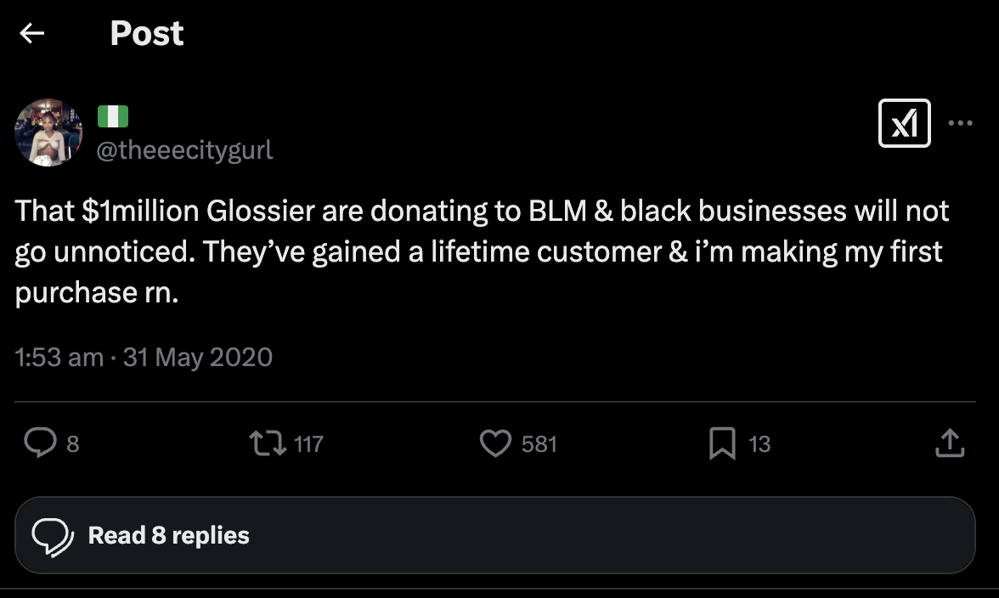 Post
@theeecitygurl
That $1million Glossier are donating to BLM & black businesses will not
go unnoticed. They’ve gained a lifetime customer & i’m making my first
purchase rn.
1:53 am · 31 May 2020
8 117 581 13
Read 8 replies